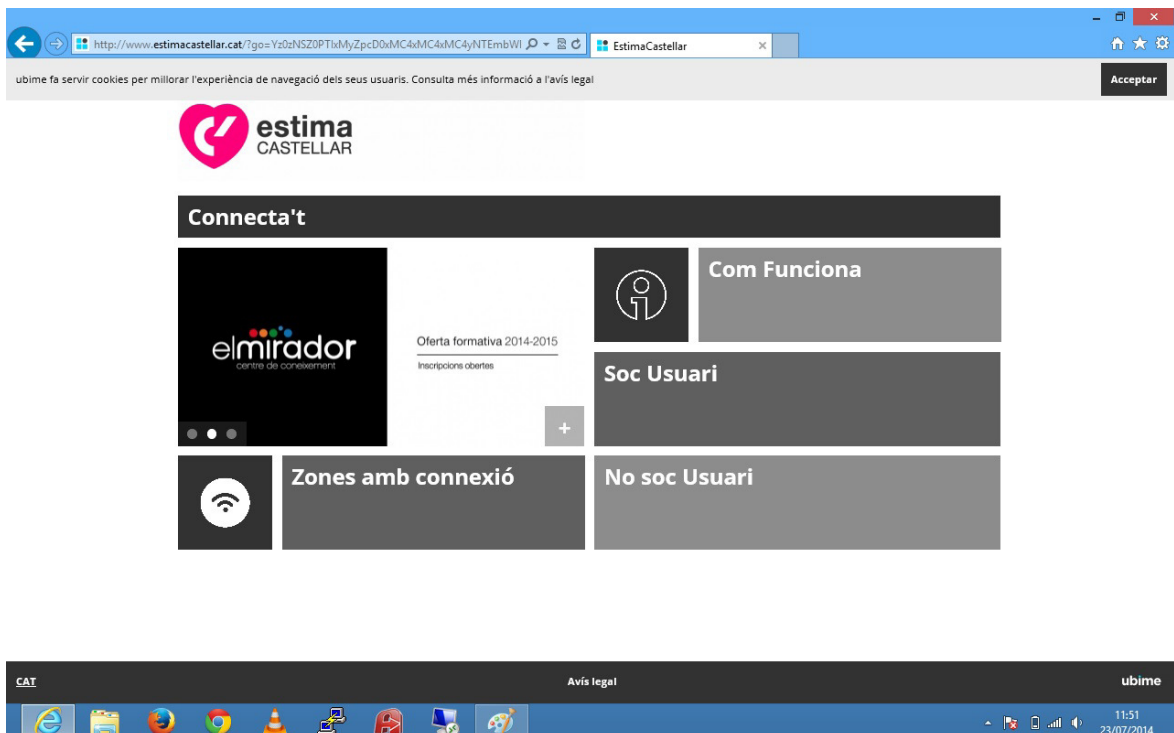 http://www.estimacastellar.cat/?go=Yz0zNSZ0PTIxMyZpcD0xMC4xMC4xMC4yNTEmbWl
EstimaCastellar
ubime fa servir cookies per millorar l'experiència de navegació dels seus usuaris. Consulta més informació a l'avís legal
Acceptar
estima
CASTELLAR
Connecta't
elmirador
centre de coneixement
Oferta formativa 2014-2015
Inscripcions obertes
+
Com Funciona
Soc Usuari
Zones amb connexió
No soc Usuari
CAT
Avís legal
ubime
11:51
23/07/2014